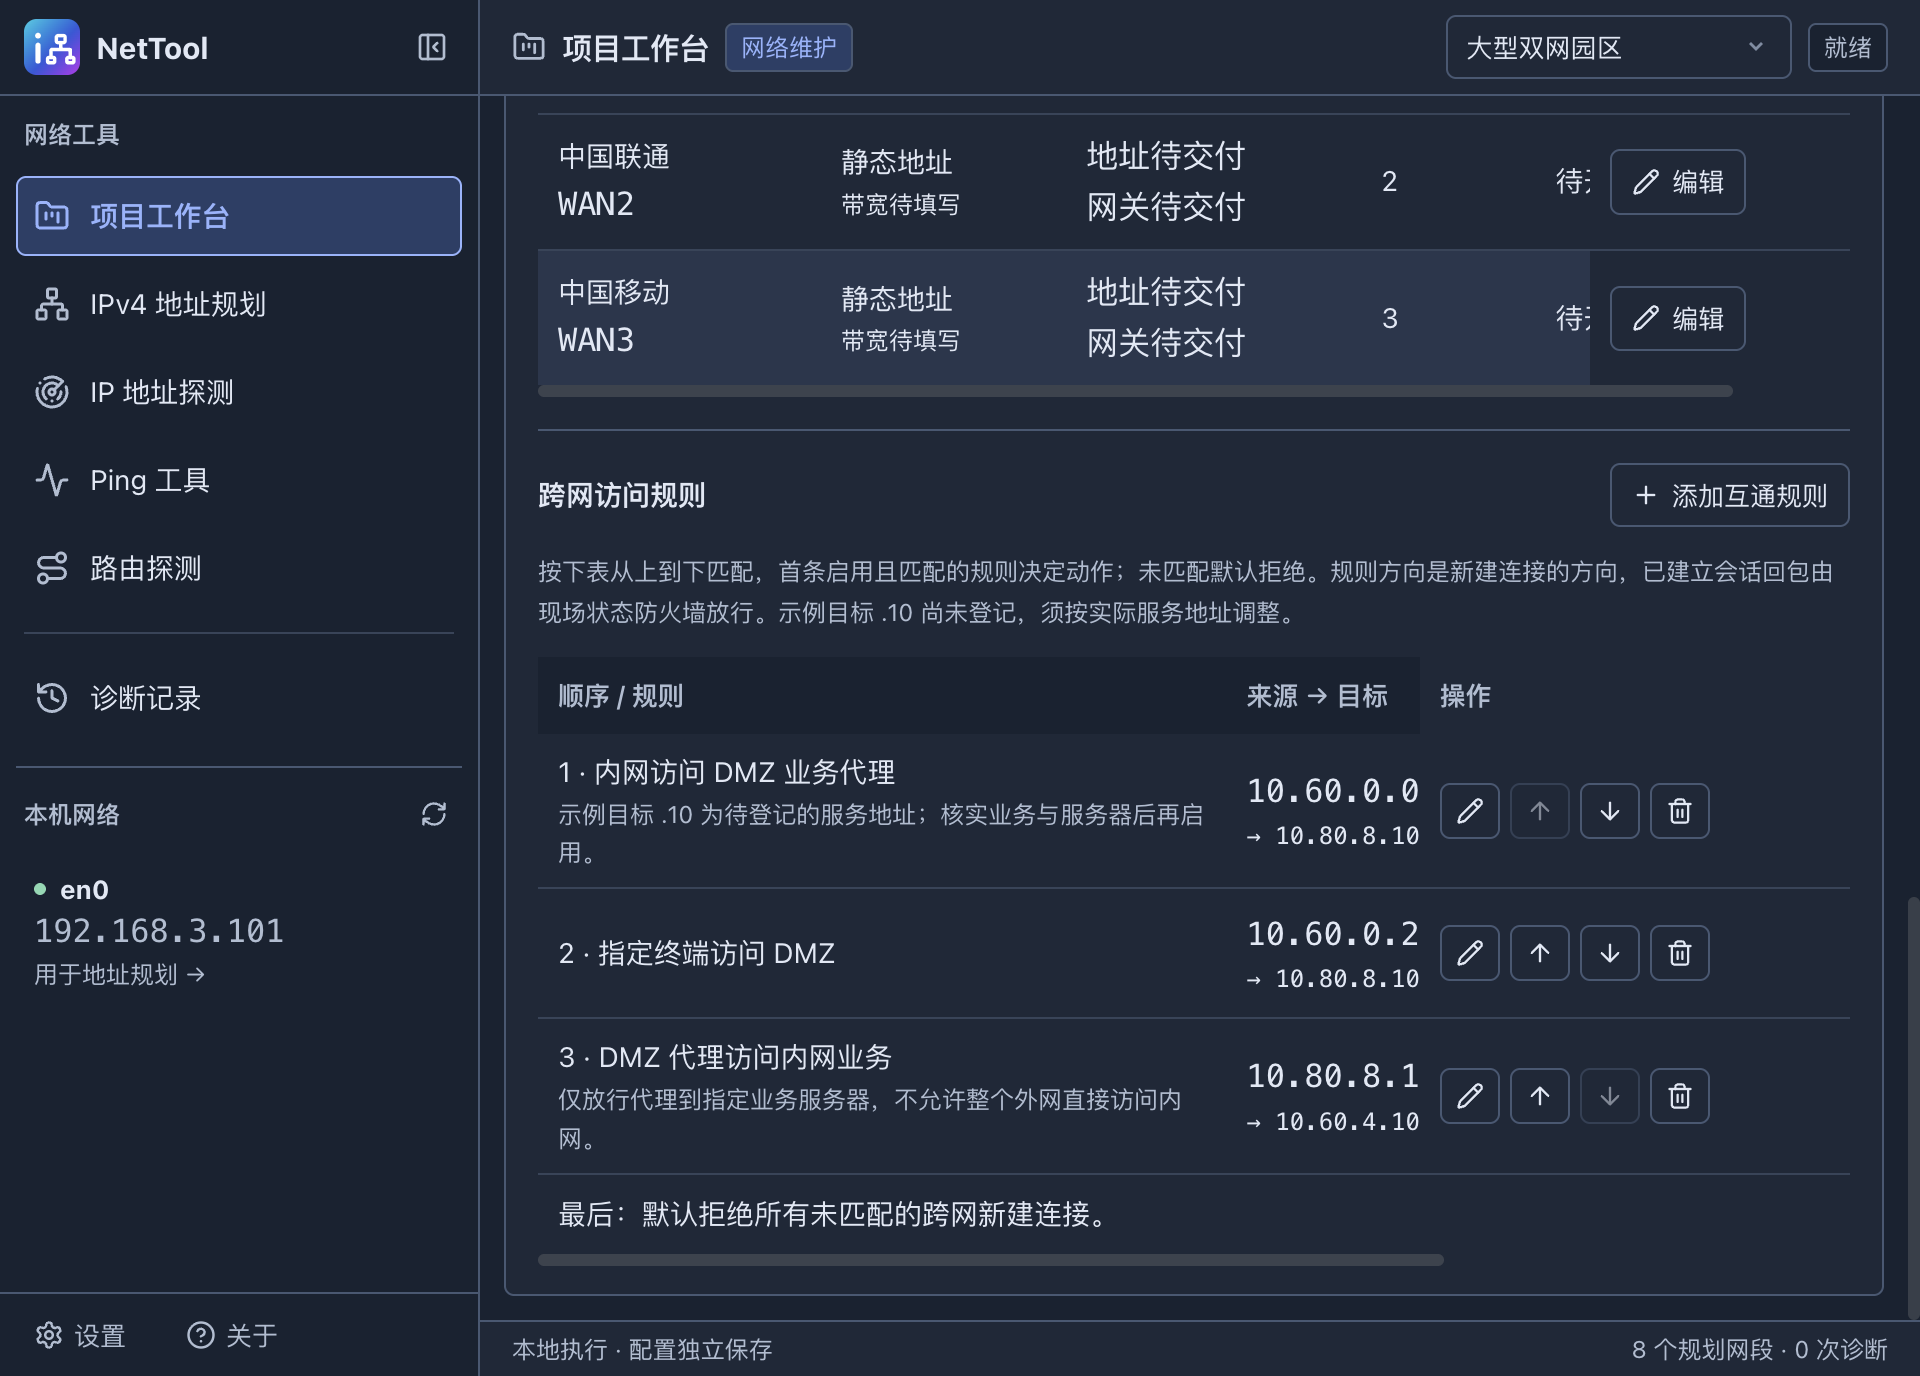 NetTool
项目工作台
网络维护
大型双网园区
就绪
网络工具
项目工作台
IPv4 地址规划
IP 地址探测
Ping 工具
路由探测
诊断记录
本机网络
en0
192.168.3.101
用于地址规划 →
设置
关于
中国联通
WAN2
静态地址
带宽待填写
地址待交付
网关待交付
2
待
编辑
中国移动
WAN3
静态地址
带宽待填写
地址待交付
网关待交付
3
待
编辑
跨网访问规则
添加互通规则
按下表从上到下匹配，首条启用且匹配的规则决定动作；未匹配默认拒绝。规则方向是新建连接的方向，已建立会话回包由
现场状态防火墙放行。示例目标 .10 尚未登记，须按实际服务地址调整。
顺序 / 规则
来源 → 目标
操作
1 · 内网访问 DMZ 业务代理
示例目标 .10 为待登记的服务地址；核实业务与服务器后再启
用。
10.60.0.0
→ 10.80.8.10
2 · 指定终端访问 DMZ
10.60.0.2
→ 10.80.8.10
3 · DMZ 代理访问内网业务
仅放行代理到指定业务服务器，不允许整个外网直接访问内
网。
10.80.8.1
→ 10.60.4.10
最后：默认拒绝所有未匹配的跨网新建连接。
本地执行 · 配置独立保存
8 个规划网段 · 0 次诊断